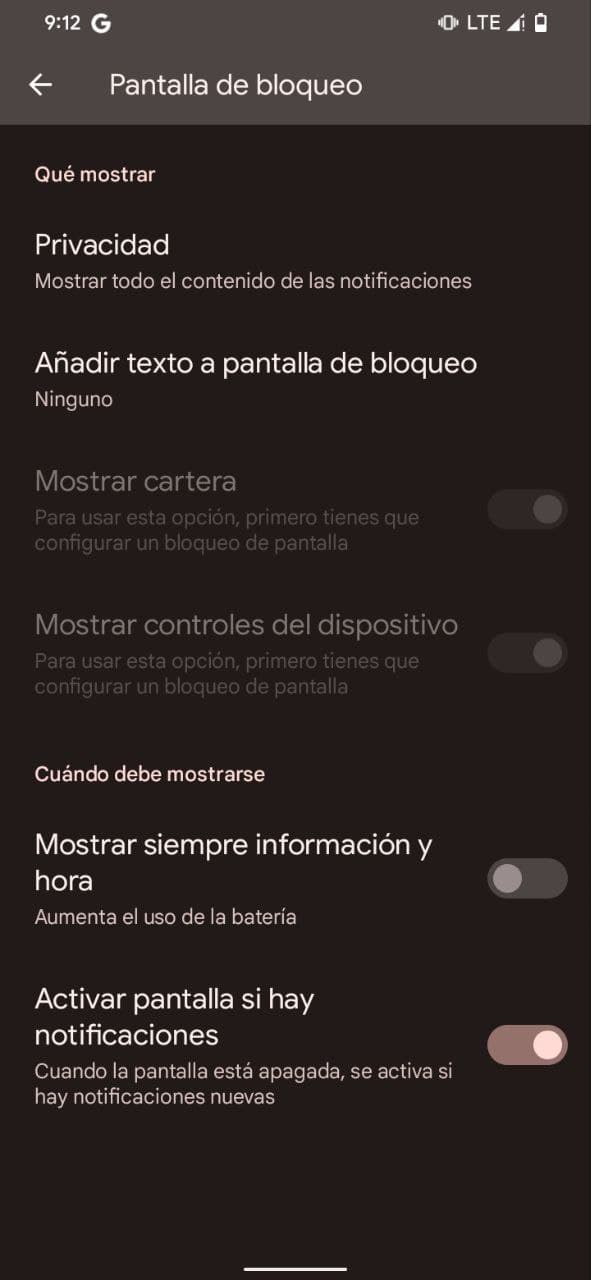 9:12 G LTE
Pantalla de bloqueo
Qué mostrar
Privacidad
Mostrar todo el contenido de las notificaciones
Añadir texto a pantalla de bloqueo
Ninguno
Mostrar cartera
Para usar esta opción, primero tienes que
configurar un bloqueo de pantalla
Mostrar controles del dispositivo
Para usar esta opción, primero tienes que
configurar un bloqueo de pantalla
Cuándo debe mostrarse
Mostrar siempre información y
hora
Aumenta el uso de la batería
Activar pantalla si hay
notificaciones
Cuando la pantalla está apagada, se activa si
hay notificaciones nuevas